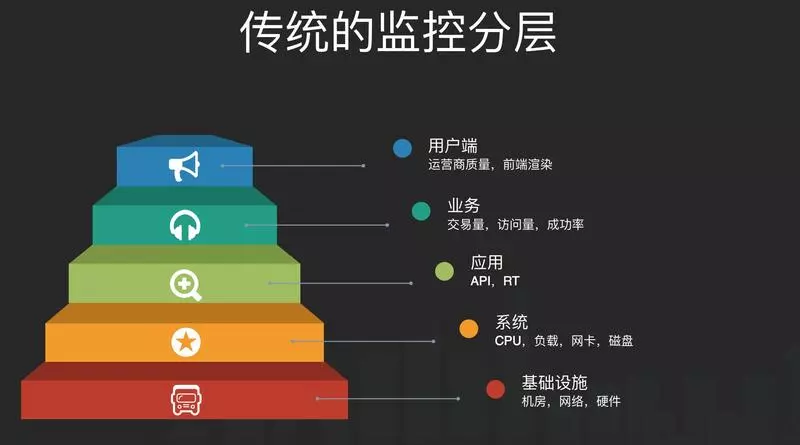 传统的监控分层
用户端
运营商质量，前端渲染
业务
交易量，访问量，成功率
应用
API，RT
系统
CPU，负载，网卡，磁盘
基础设施
机房，网络，硬件